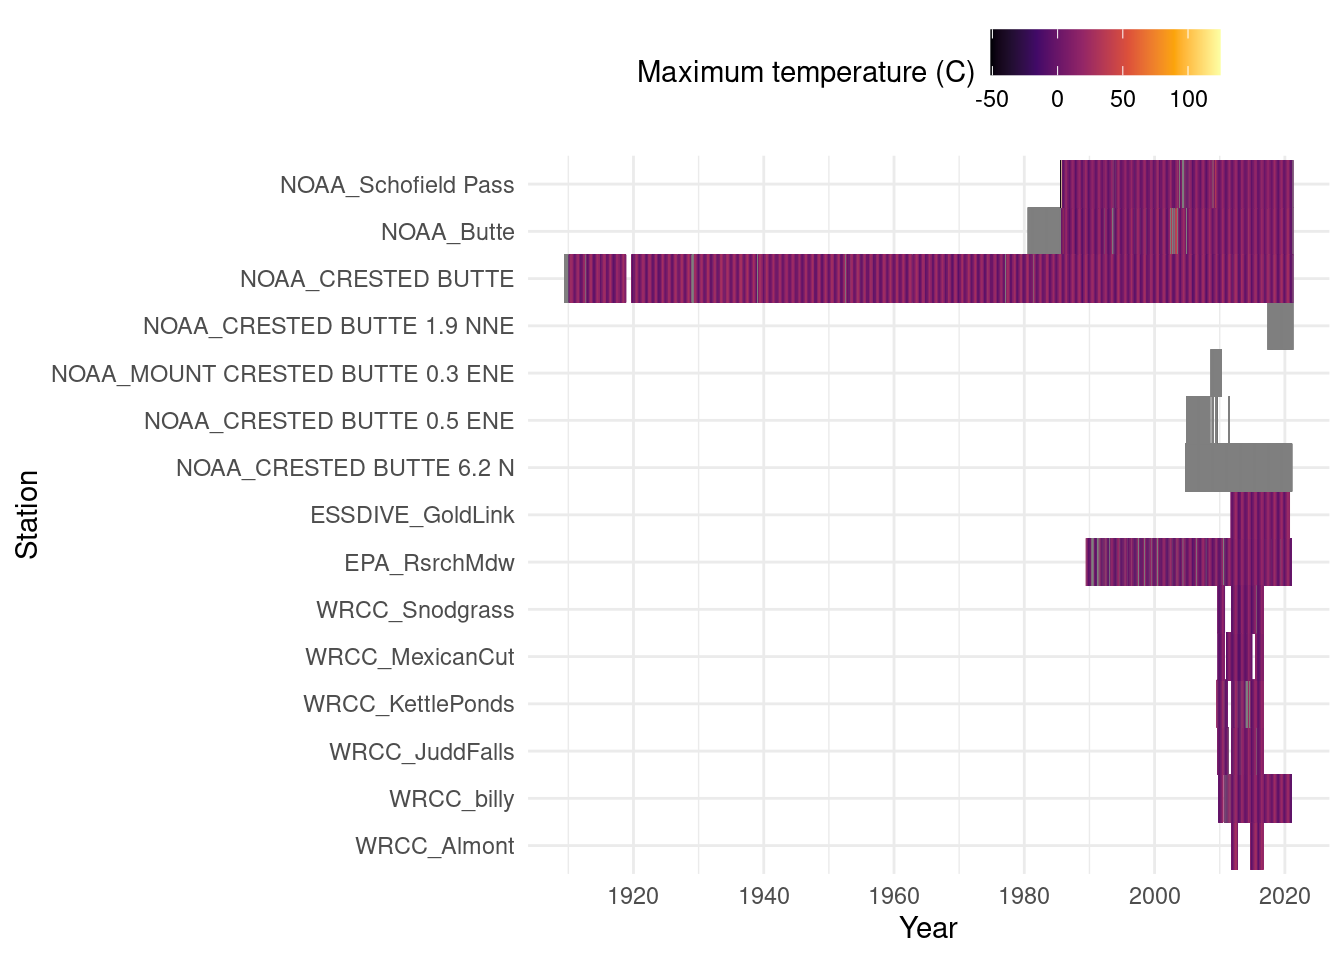 Maximum temperature (C)
-50 0 50 100
NOAA_Schofield Pass
NOAA_Butte
NOAA_CRESTED BUTTE
NOAA_CRESTED BUTTE 1.9 NNE
NOAA_MOUNT CRESTED BUTTE 0.3 ENE
NOAA_CRESTED BUTTE 0.5 ENE
NOAA_CRESTED BUTTE 6.2 N
ESSDIVE_GoldLink
EPA_RsrchMdw
WRCC_Snodgrass
WRCC_MexicanCut
WRCC_KettlePonds
WRCC_JuddFalls
WRCC_billy
WRCC_Almont
Station
1920 1940 1960 1980 2000 2020
Year